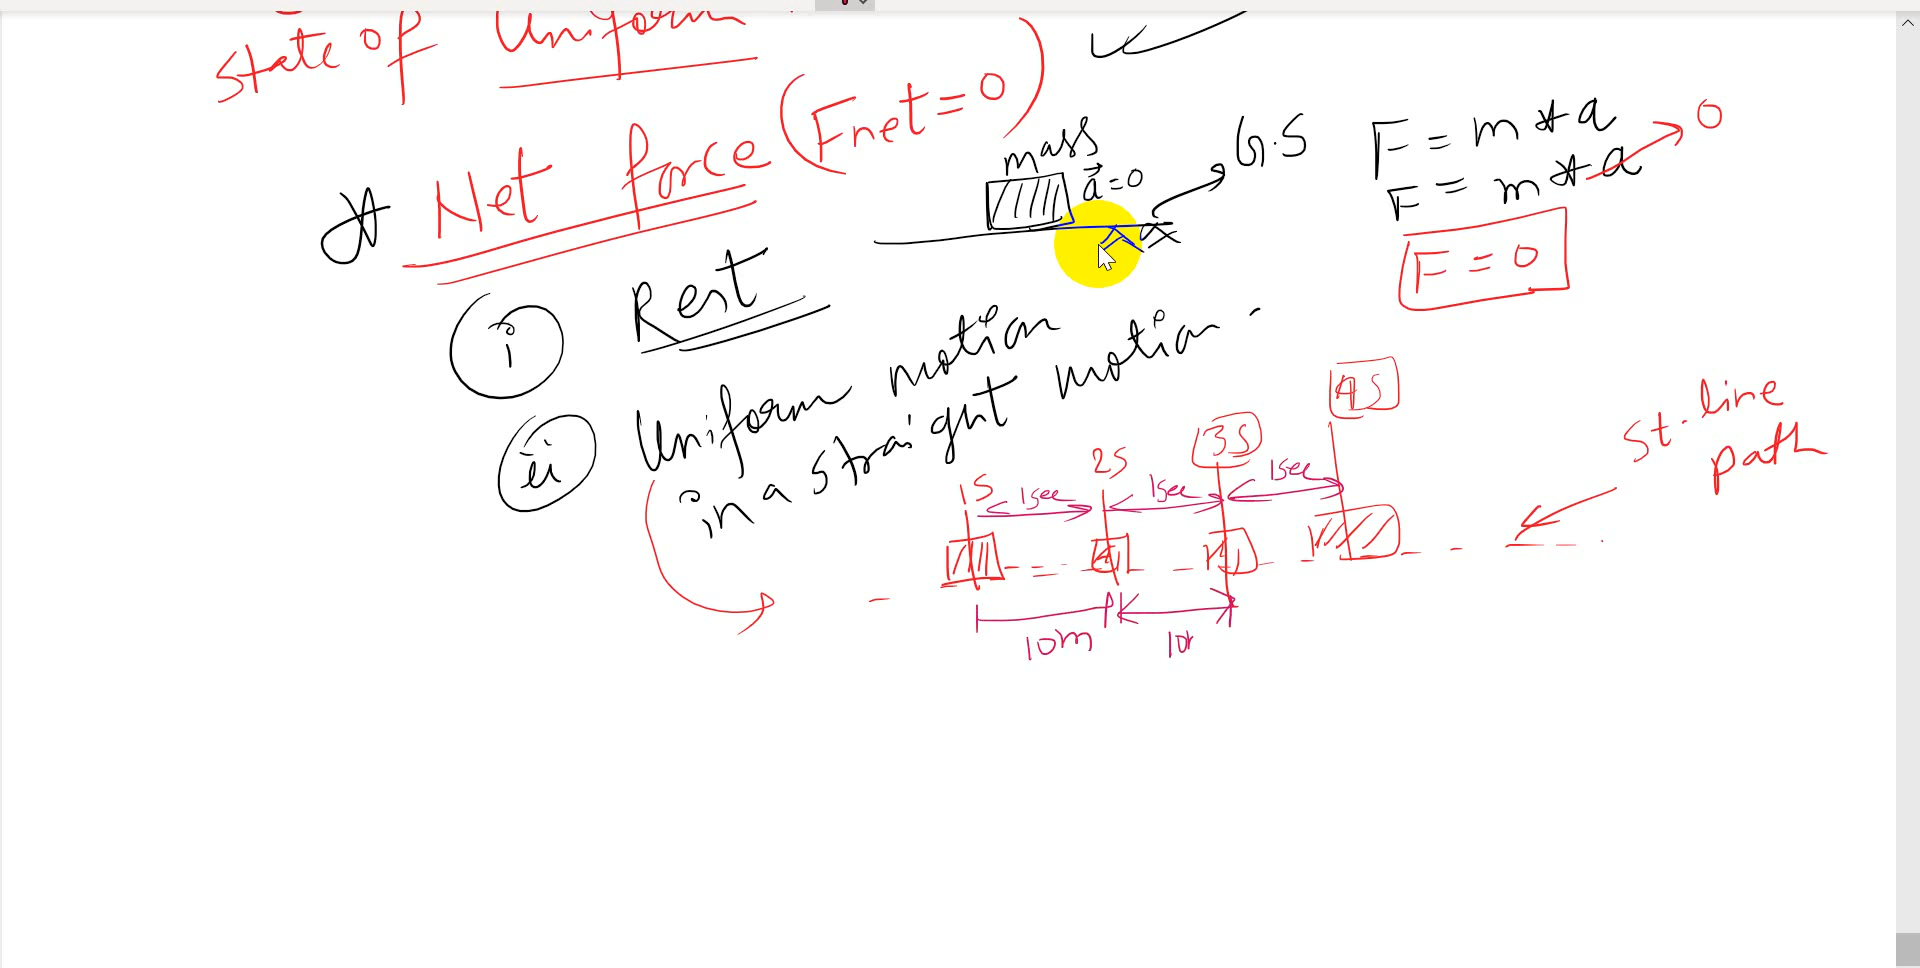 State of Uniform
* Net force (Fnet = 0)
mass
a⃗ = 0
G.S
F = m * a
F = m * a → 0
F = 0
i Rest
ii Uniform motion
in a straight motion.
1S 2S 3S 4S
1sec 1sec 1sec
10m 10
st. line
path